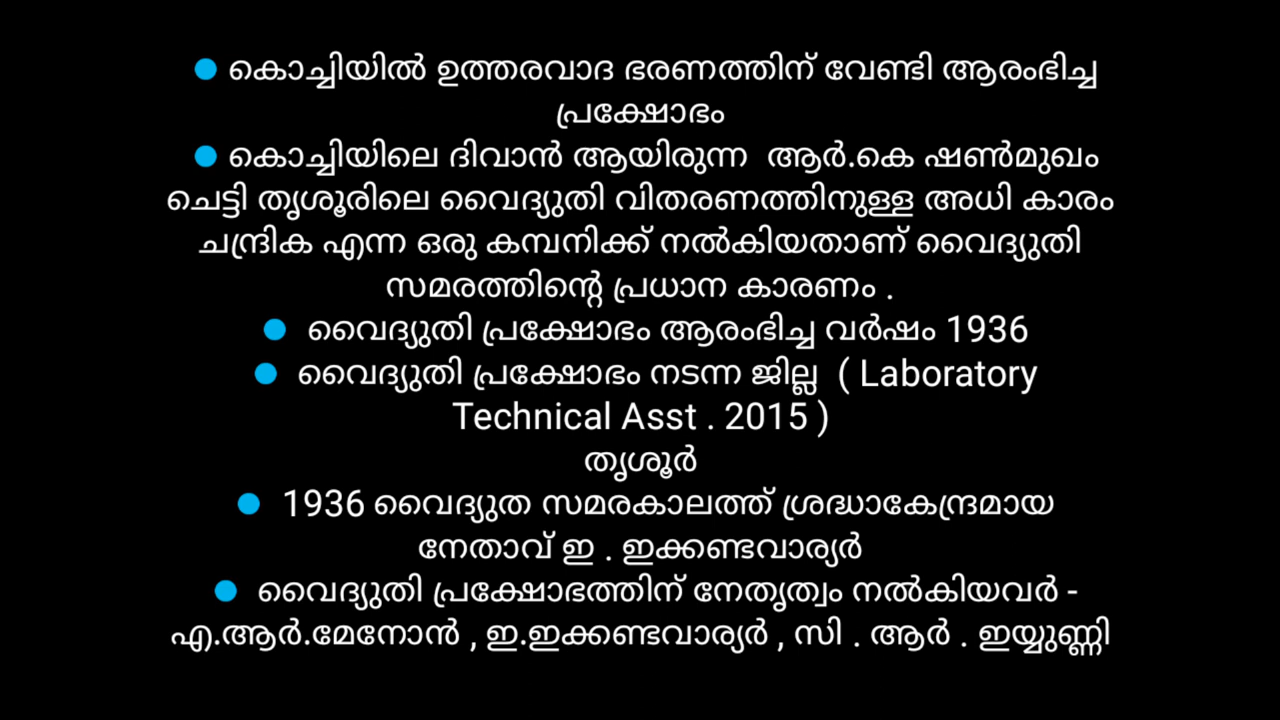 ● കൊച്ചിയിൽ ഉത്തരവാദ ഭരണത്തിന് വേണ്ടി ആരംഭിച്ച
പ്രക്ഷോഭം
● കൊച്ചിയിലെ ദിവാൻ ആയിരുന്ന ആർ.കെ ഷൺമുഖം
ചെട്ടി തൃശൂരിലെ വൈദ്യുതി വിതരണത്തിനുള്ള അധി കാരം
ചന്ദ്രിക എന്ന ഒരു കമ്പനിക്ക് നൽകിയതാണ് വൈദ്യുതി
സമരത്തിന്റെ പ്രധാന കാരണം .
● വൈദ്യുതി പ്രക്ഷോഭം ആരംഭിച്ച വർഷം 1936
● വൈദ്യുതി പ്രക്ഷോഭം നടന്ന ജില്ല ( Laboratory
Technical Asst . 2015 )
തൃശൂർ
● 1936 വൈദ്യുത സമരകാലത്ത് ശ്രദ്ധാകേന്ദ്രമായ
നേതാവ് ഇ . ഇക്കണ്ടവാര്യർ
● വൈദ്യുതി പ്രക്ഷോഭത്തിന് നേതൃത്വം നൽകിയവർ -
എ.ആർ.മേനോൻ , ഇ.ഇക്കണ്ടവാര്യർ , സി . ആർ . ഇയ്യുണ്ണി